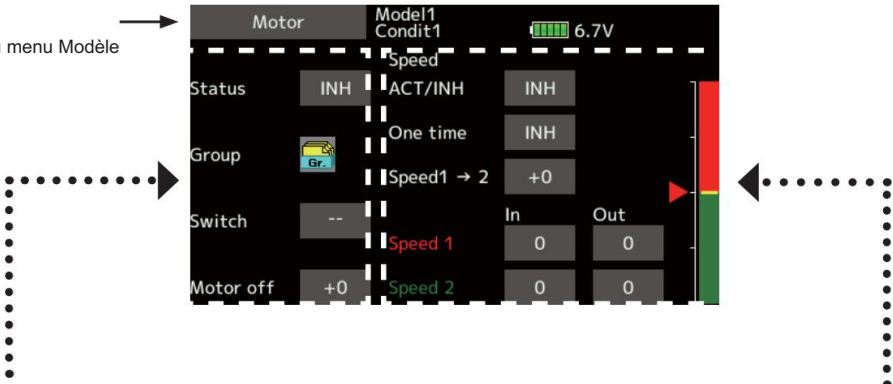 Motor
Model1
Condit1
6.7V
menu Modèle
Speed
Status INH
ACT/INH INH
One time INH
Group
Gr.
Speed1 → 2 +0
Switch --
In Out
Speed 1 0 0
Motor off +0
Speed 2 0 0